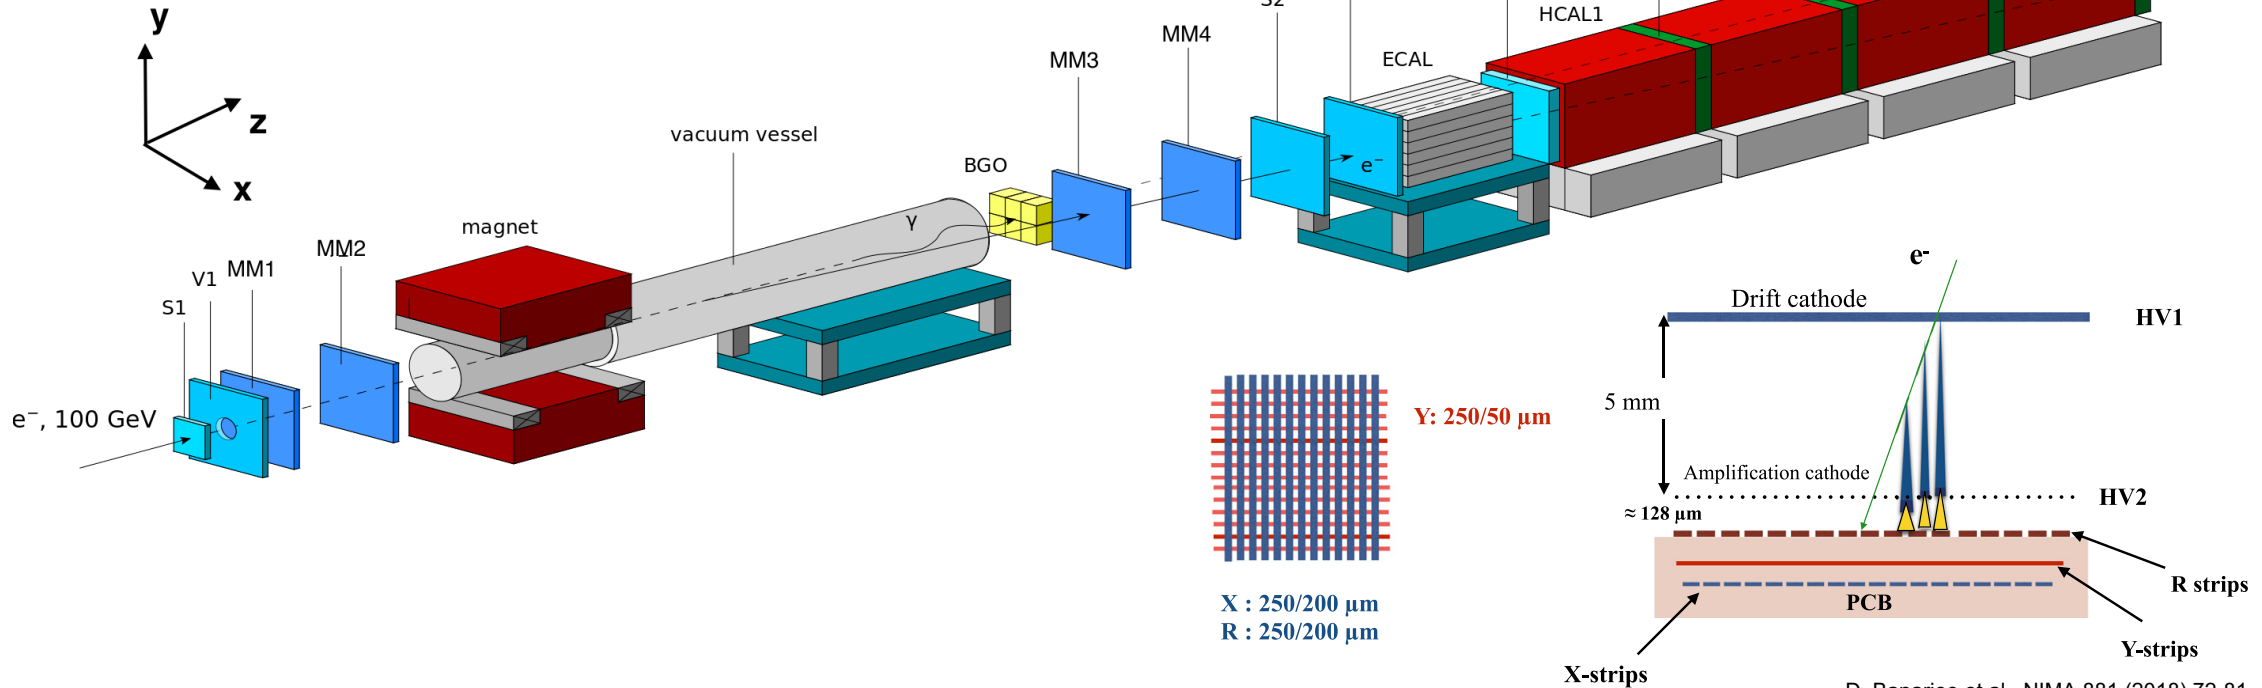 y
z
x
e⁻, 100 GeV
S1
V1
MM1
MM2
magnet
vacuum vessel
γ
BGO
MM3
MM4
S2
e⁻
ECAL
HCAL1
Y: 250/50 µm
X : 250/200 µm
R : 250/200 µm
e-
Drift cathode
HV1
5 mm
Amplification cathode
HV2
≈ 128 µm
R strips
PCB
Y-strips
X-strips